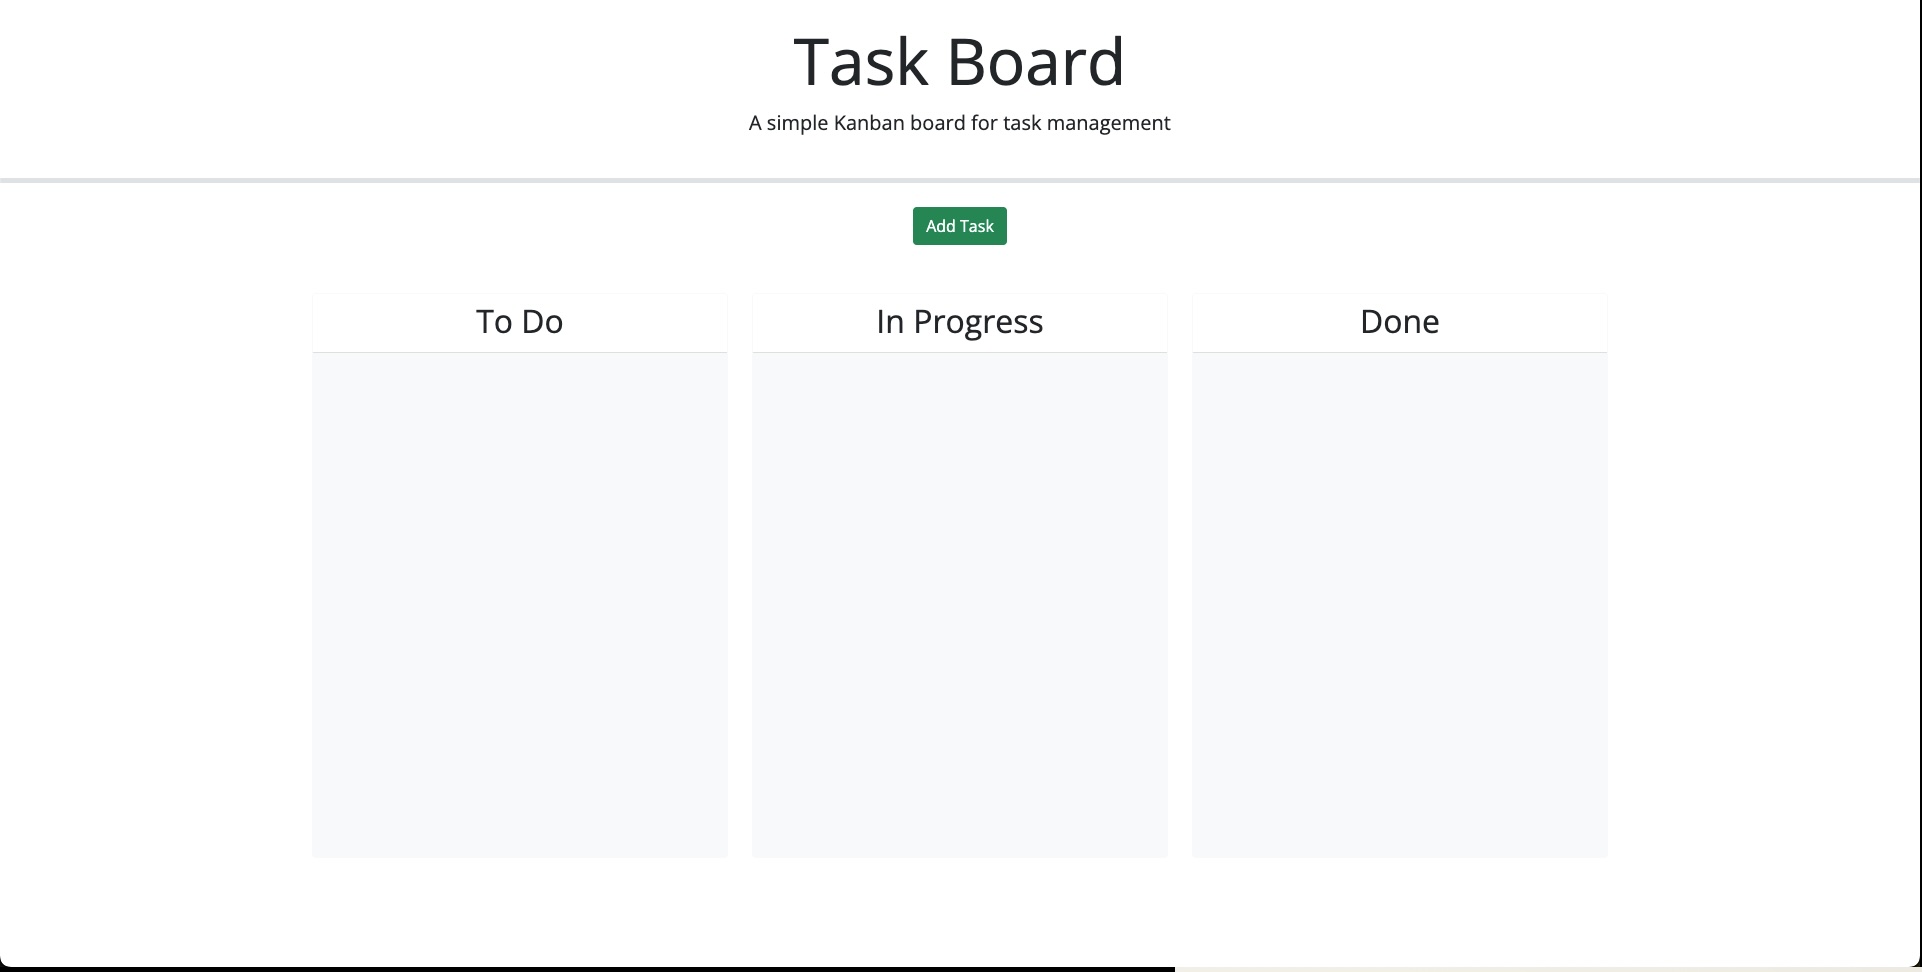 Task Board
A simple Kanban board for task management
Add Task
To Do
In Progress
Done